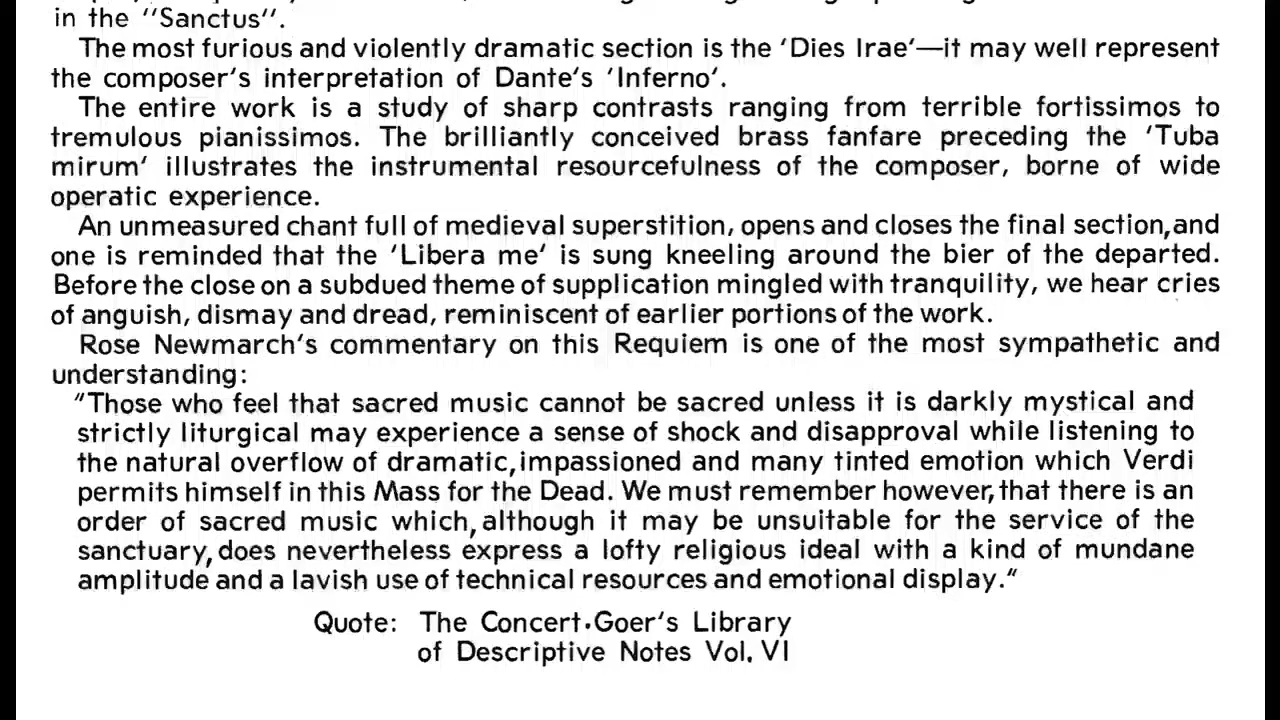 in the "Sanctus".
The most furious and violently dramatic section is the 'Dies Irae'—it may well represent
the composer's interpretation of Dante's 'Inferno'.
The entire work is a study of sharp contrasts ranging from terrible fortissimos to
tremulous pianissimos. The brilliantly conceived brass fanfare preceding the 'Tuba
mirum' illustrates the instrumental resourcefulness of the composer, borne of wide
operatic experience.
An unmeasured chant full of medieval superstition, opens and closes the final section,and
one is reminded that the 'Libera me' is sung kneeling around the bier of the departed.
Before the close on a subdued theme of supplication mingled with tranquility, we hear cries
of anguish, dismay and dread, reminiscent of earlier portions of the work.
Rose Newmarch's commentary on this Requiem is one of the most sympathetic and
understanding:
"Those who feel that sacred music cannot be sacred unless it is darkly mystical and
strictly liturgical may experience a sense of shock and disapproval while listening to
the natural overflow of dramatic,impassioned and many tinted emotion which Verdi
permits himself in this Mass for the Dead. We must remember however,that there is an
order of sacred music which,although it may be unsuitable for the service of the
sanctuary,does nevertheless express a lofty religious ideal with a kind of mundane
amplitude and a lavish use of technical resources and emotional display."
Quote: The Concert.Goer's Library
of Descriptive Notes Vol. VI